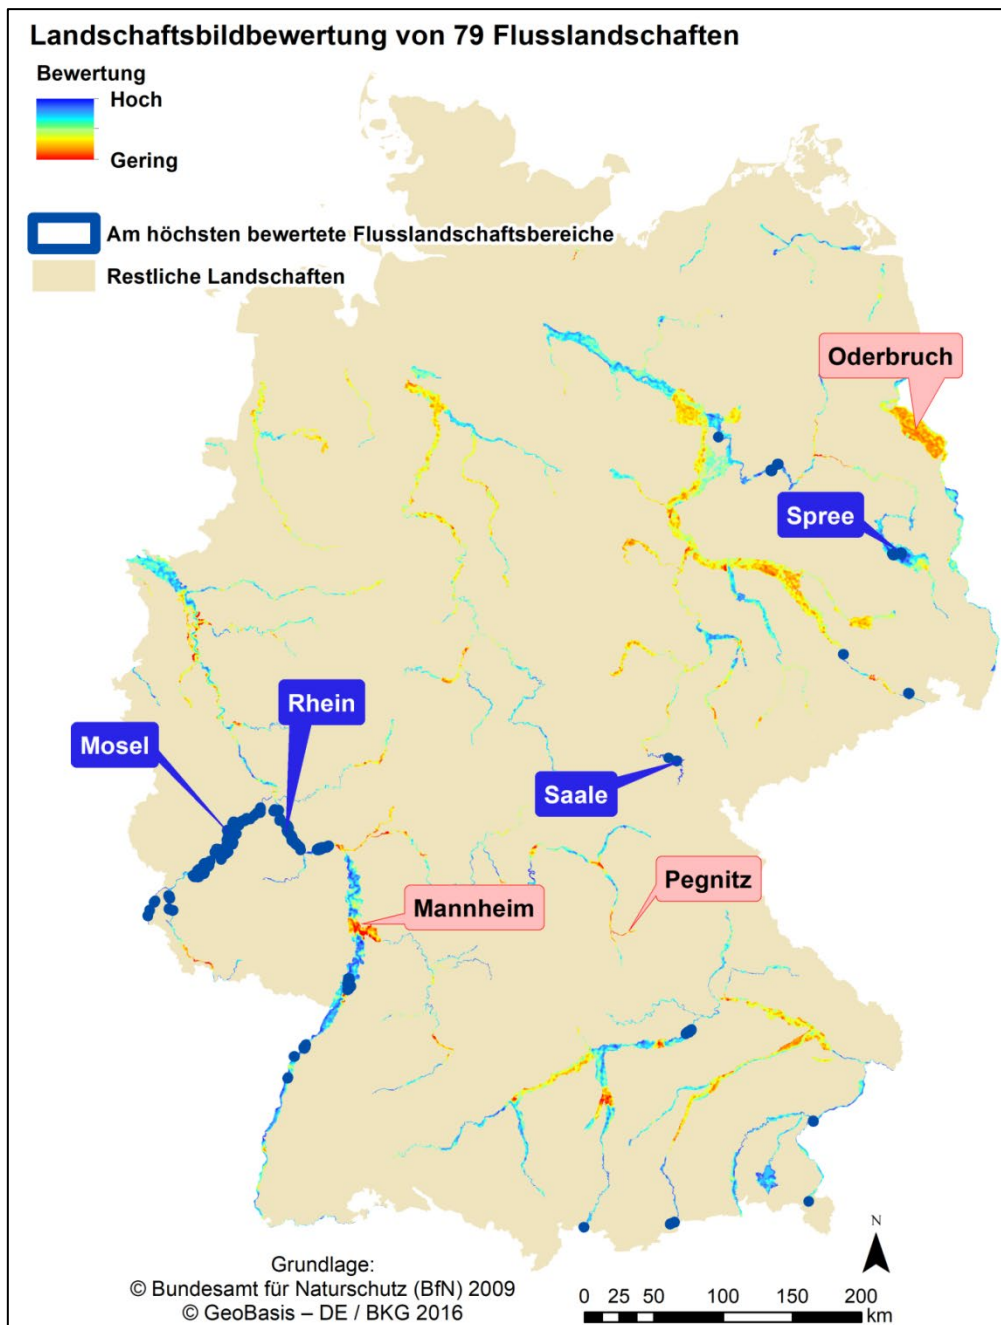 Landschaftsbildbewertung von 79 Flusslandschaften
Bewertung
Hoch
Gering
Am höchsten bewertete Flusslandschaftsbereiche
Restliche Landschaften
Oderbruch
Spree
Rhein
Mosel
Saale
Pegnitz
Mannheim
Grundlage:
© Bundesamt für Naturschutz (BfN) 2009
© GeoBasis – DE / BKG 2016
N
0 25 50 100 150 200
km